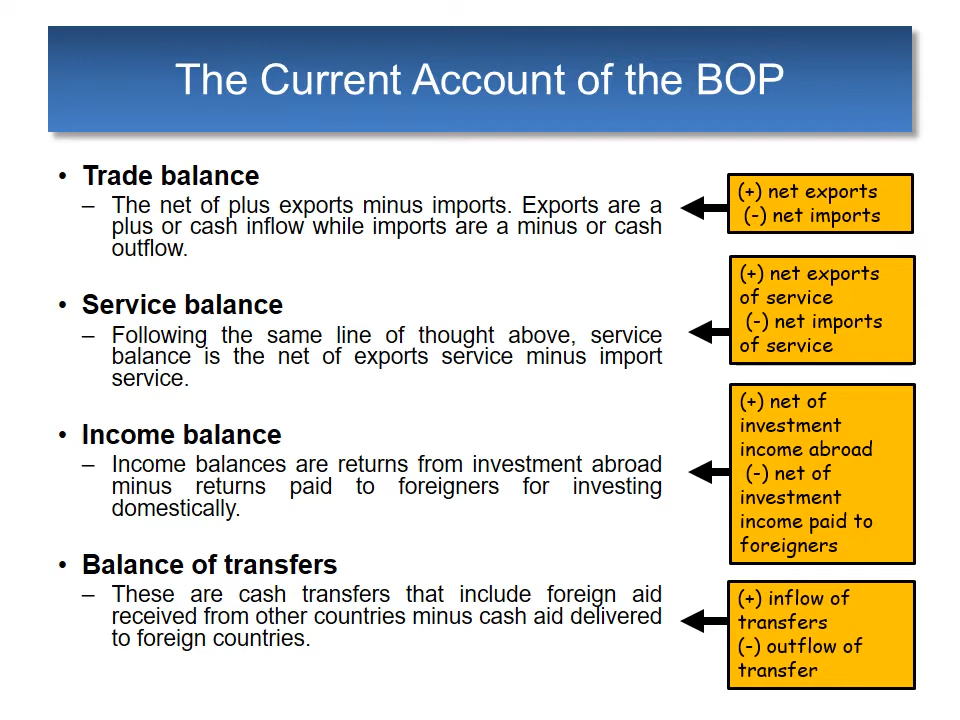 The Current Account of the BOP
• Trade balance
– The net of plus exports minus imports. Exports are a
plus or cash inflow while imports are a minus or cash
outflow.
(+) net exports
(-) net imports
• Service balance
– Following the same line of thought above, service
balance is the net of exports service minus import
service.
(+) net exports
of service
(-) net imports
of service
• Income balance
– Income balances are returns from investment abroad
minus returns paid to foreigners for investing
domestically.
(+) net of
investment
income abroad
(-) net of
investment
income paid to
foreigners
• Balance of transfers
– These are cash transfers that include foreign aid
received from other countries minus cash aid delivered
to foreign countries.
(+) inflow of
transfers
(-) outflow of
transfer